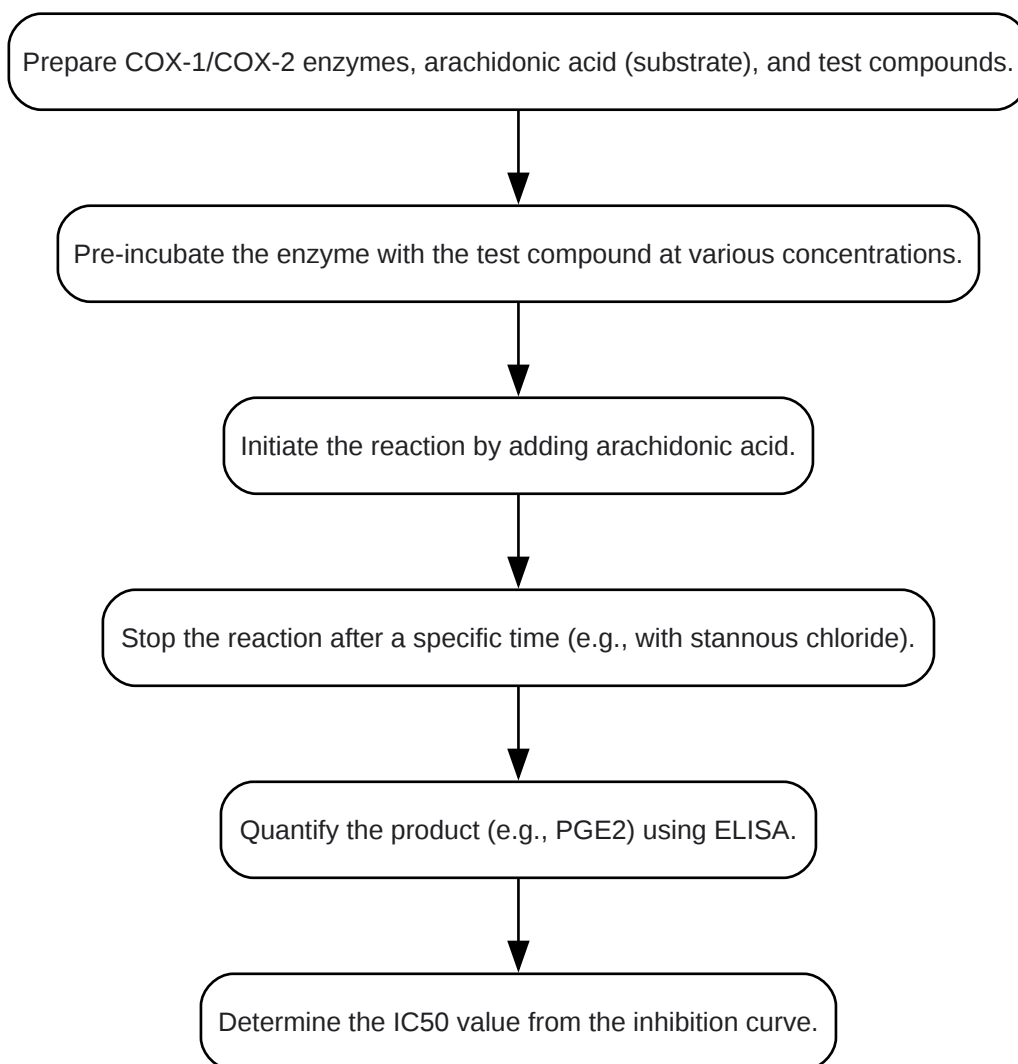 Prepare COX-1/COX-2 enzymes, arachidonic acid (substrate), and test compounds.
Pre-incubate the enzyme with the test compound at various concentrations.
Initiate the reaction by adding arachidonic acid.
Stop the reaction after a specific time (e.g., with stannous chloride).
Quantify the product (e.g., PGE2) using ELISA.
Determine the IC50 value from the inhibition curve.